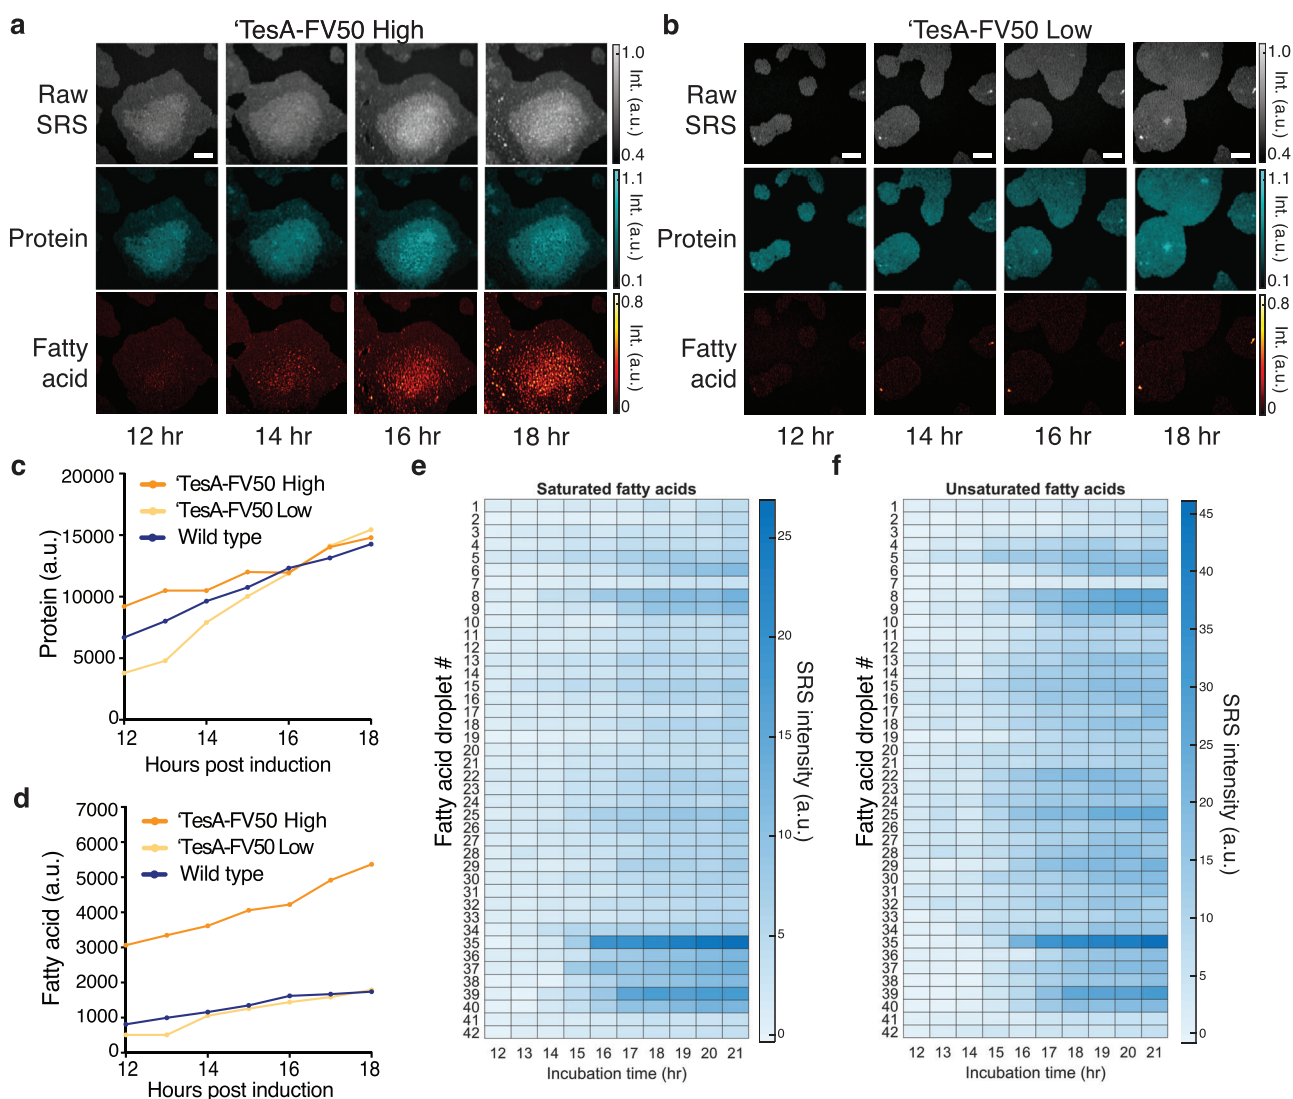 a
‘TesA-FV50 High
Raw
SRS
Protein
Fatty
acid
1.0
Int. (a.u.)
0.4
1.1
Int. (a.u.)
0.1
0.8
Int. (a.u.)
0
12 hr
14 hr
16 hr
18 hr
b
‘TesA-FV50 Low
Raw
SRS
Protein
Fatty
acid
1.0
Int. (a.u.)
0.4
1.1
Int. (a.u.)
0.1
0.8
Int. (a.u.)
0
12 hr
14 hr
16 hr
18 hr
c
20000
15000
10000
5000
0
Protein (a.u.)
‘TesA-FV50 High
‘TesA-FV50 Low
Wild type
12 14 16 18
Hours post induction
d
7000
6000
5000
4000
3000
2000
1000
0
Fatty acid (a.u.)
‘TesA-FV50 High
‘TesA-FV50 Low
Wild type
12 14 16 18
Hours post induction
e
Saturated fatty acids
Fatty acid droplet #
1
2
3
4
5
6
7
8
9
10
11
12
13
14
15
16
17
18
19
20
21
22
23
24
25
26
27
28
29
30
31
32
33
34
35
36
37
38
39
40
41
42
12 13 14 15 16 17 18 19 20 21
Incubation time (hr)
25
20
15
10
5
0
SRS intensity (a.u.)
f
Unsaturated fatty acids
Fatty acid droplet #
1
2
3
4
5
6
7
8
9
10
11
12
13
14
15
16
17
18
19
20
21
22
23
24
25
26
27
28
29
30
31
32
33
34
35
36
37
38
39
40
41
42
12 13 14 15 16 17 18 19 20 21
Incubation time (hr)
45
40
35
30
25
20
15
10
5
0
SRS intensity (a.u.)